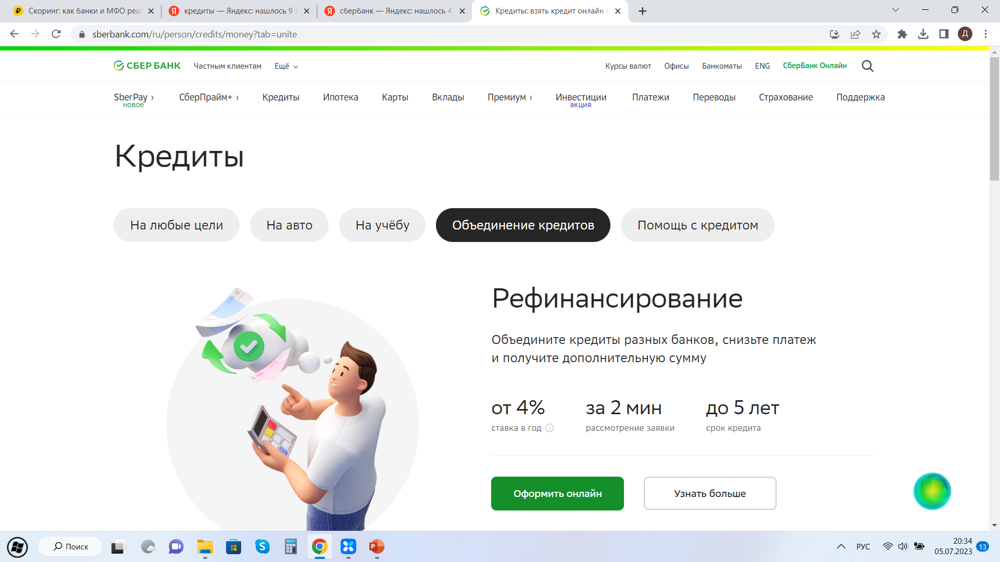 Скоринг: как банки и МФО реш
кредиты — Яндекс: нашлось 9 т
сбербанк — Яндекс: нашлось 4
Кредиты: взять кредит онлайн с
sberbank.com/ru/person/credits/money?tab=unite
Д
СБЕР БАНК
Частным клиентам
Ещё
Курсы валют
Офисы
Банкоматы
ENG
СберБанк Онлайн
SberPay ›
новое
СберПрайм+ ›
Кредиты
Ипотека
Карты
Вклады
Премиум ›
Инвестиции
акция
Платежи
Переводы
Страхование
Поддержка
Кредиты
На любые цели
На авто
На учёбу
Объединение кредитов
Помощь с кредитом
Рефинансирование
Объедините кредиты разных банков, снизьте платеж
и получите дополнительную сумму
от 4%
ставка в год
за 2 мин
рассмотрение заявки
до 5 лет
срок кредита
Оформить онлайн
Узнать больше
Поиск
РУС
20:34
05.07.2023
13